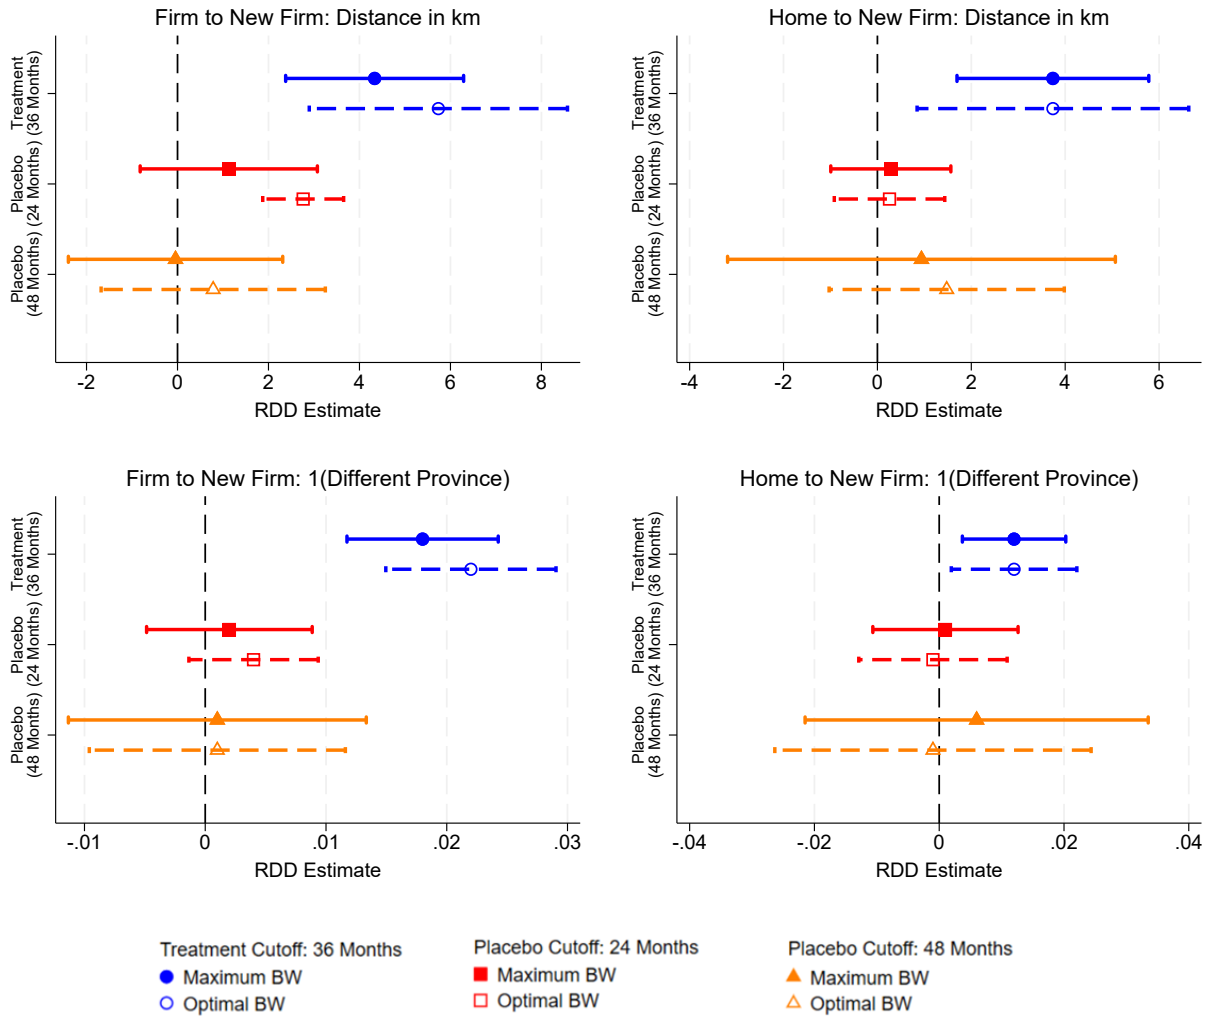 Firm to New Firm: Distance in km
Treatment
(36 Months)
Placebo
(24 Months)
Placebo
(48 Months)
-2 0 2 4 6 8
RDD Estimate
Home to New Firm: Distance in km
Treatment
(36 Months)
Placebo
(24 Months)
Placebo
(48 Months)
-4 -2 0 2 4 6
RDD Estimate
Firm to New Firm: 1(Different Province)
Treatment
(36 Months)
Placebo
(24 Months)
Placebo
(48 Months)
-.01 0 .01 .02 .03
RDD Estimate
Home to New Firm: 1(Different Province)
Treatment
(36 Months)
Placebo
(24 Months)
Placebo
(48 Months)
-.04 -.02 0 .02 .04
RDD Estimate
Treatment Cutoff: 36 Months
Maximum BW
Optimal BW
Placebo Cutoff: 24 Months
Maximum BW
Optimal BW
Placebo Cutoff: 48 Months
Maximum BW
Optimal BW